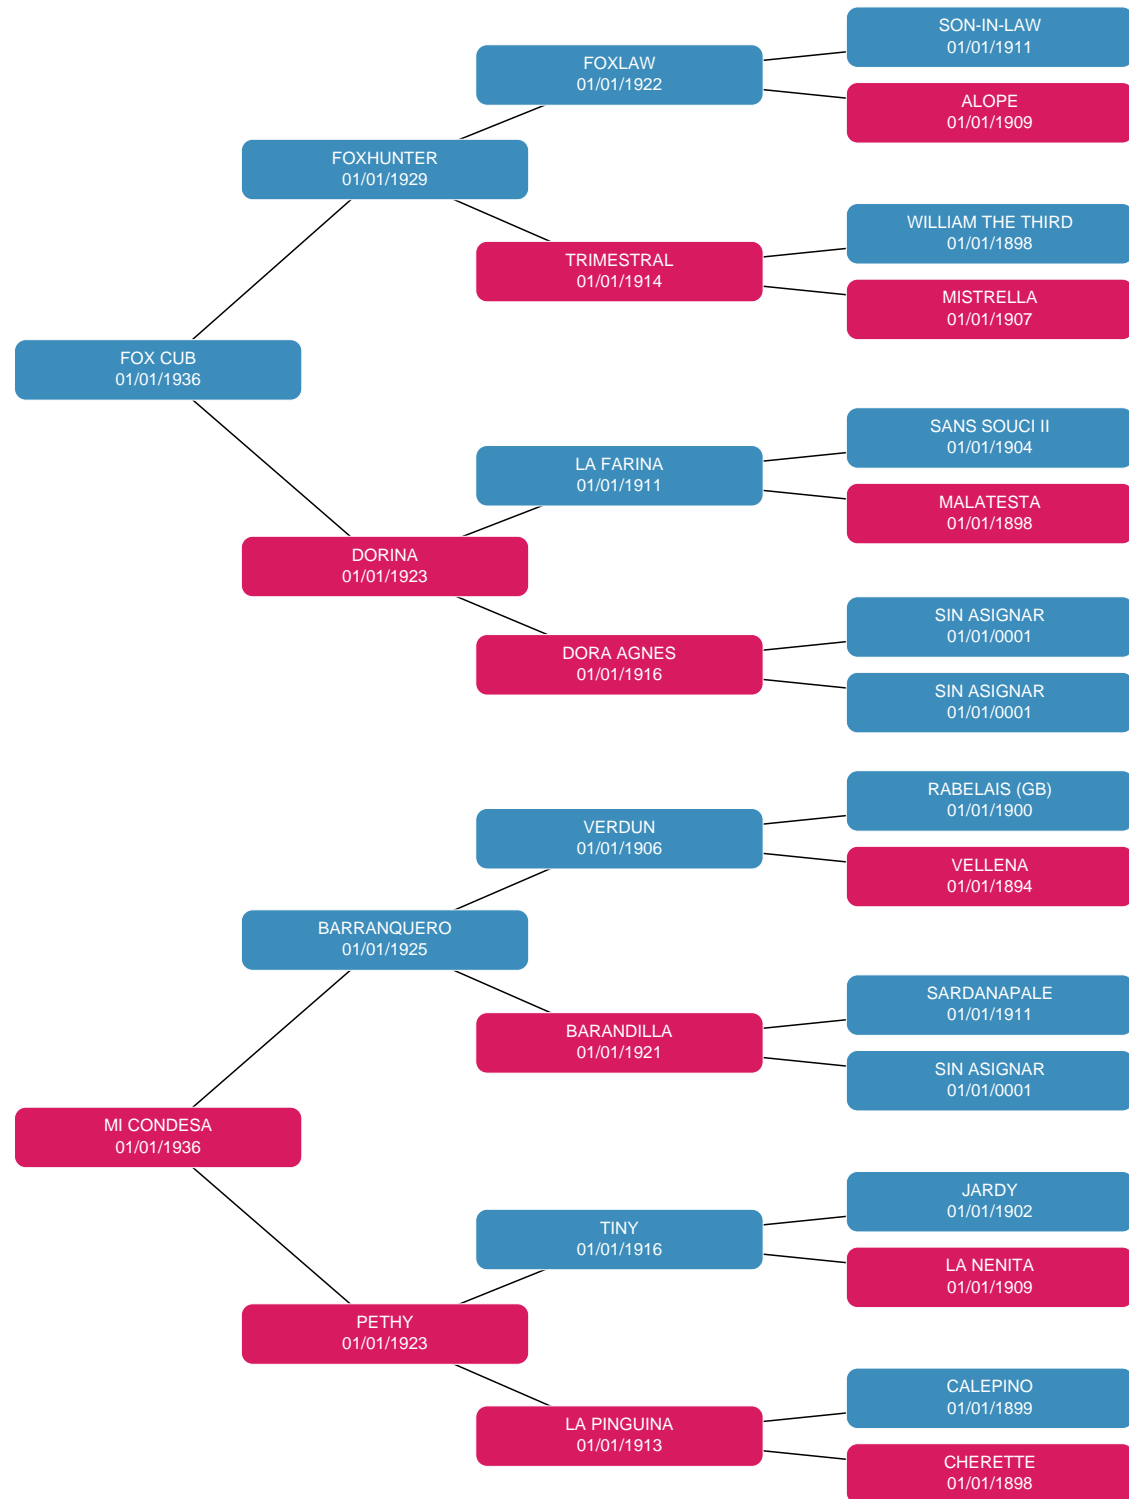 SON-IN-LAW
01/01/1911
FOXLAW
01/01/1922
ALOPE
01/01/1909
FOXHUNTER
01/01/1929
WILLIAM THE THIRD
01/01/1898
TRIMESTRAL
01/01/1914
MISTRELLA
01/01/1907
FOX CUB
01/01/1936
SANS SOUCI II
01/01/1904
LA FARINA
01/01/1911
MALATESTA
01/01/1898
DORINA
01/01/1923
SIN ASIGNAR
01/01/0001
DORA AGNES
01/01/1916
SIN ASIGNAR
01/01/0001
RABELAIS (GB)
01/01/1900
VERDUN
01/01/1906
VELLENA
01/01/1894
BARRANQUERO
01/01/1925
SARDANAPALE
01/01/1911
BARANDILLA
01/01/1921
SIN ASIGNAR
01/01/0001
MI CONDESA
01/01/1936
JARDY
01/01/1902
TINY
01/01/1916
LA NENITA
01/01/1909
PETHY
01/01/1923
CALEPINO
01/01/1899
LA PINGUINA
01/01/1913
CHERETTE
01/01/1898